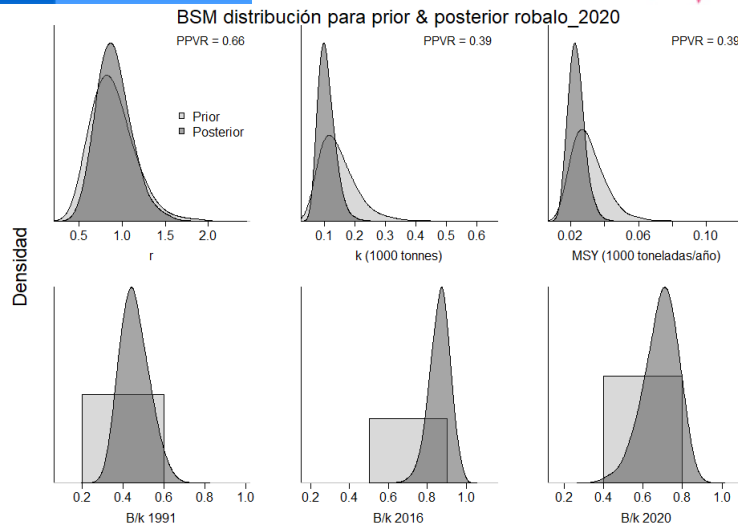 BSM distribución para prior & posterior robalo_2020
PPVR = 0.66
Prior
Posterior
0.5 1.0 1.5 2.0
r
PPVR = 0.39
0.1 0.2 0.3 0.4 0.5 0.6
k (1000 tonnes)
PPVR = 0.39
0.02 0.06 0.10
MSY (1000 toneladas/año)
Densidad
0.2 0.4 0.6 0.8 1.0
B/k 1991
0.2 0.4 0.6 0.8 1.0
B/k 2016
0.2 0.4 0.6 0.8 1.0
B/k 2020